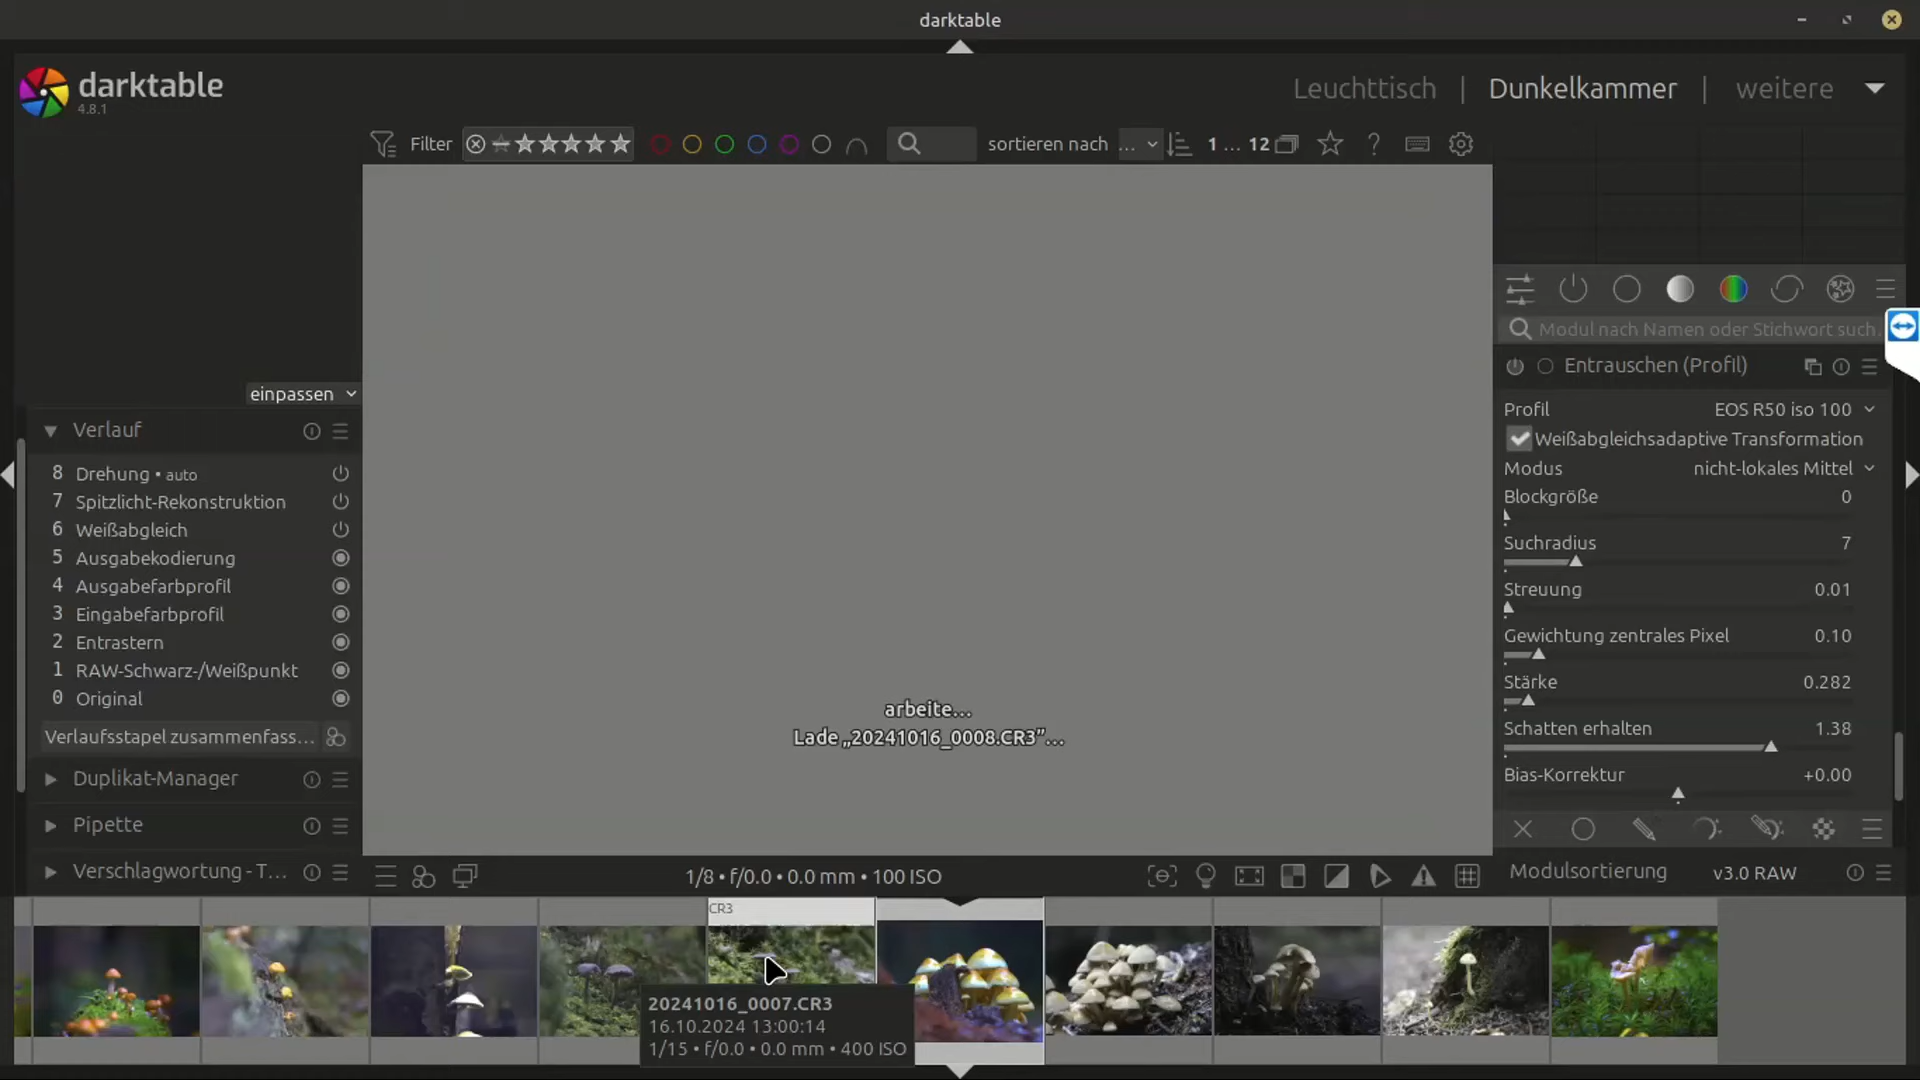 darktable
darktable
4.8.1
Leuchttisch | Dunkelkammer | weitere
Filter
sortieren nach ...
1 ... 12
einpassen
Verlauf
8 Drehung • auto
7 Spitzlicht-Rekonstruktion
6 Weißabgleich
5 Ausgabekodierung
4 Ausgabefarbprofil
3 Eingabefarbprofil
2 Entrastern
1 RAW-Schwarz-/Weißpunkt
0 Original
Verlaufsstapel zusammenfass...
Duplikat-Manager
Pipette
Verschlagwortung - T...
arbeite...
Lade „20241016_0008.CR3”...
1/8 • f/0.0 • 0.0 mm • 100 ISO
Modul nach Namen oder Stichwort such
Entrauschen (Profil)
Profil EOS R50 iso 100
Weißabgleichsadaptive Transformation
Modus nicht-lokales Mittel
Blockgröße 0
Suchradius 7
Streuung 0.01
Gewichtung zentrales Pixel 0.10
Stärke 0.282
Schatten erhalten 1.38
Bias-Korrektur +0.00
Modulsortierung v3.0 RAW
CR3
20241016_0007.CR3
16.10.2024 13:00:14
1/15 • f/0.0 • 0.0 mm • 400 ISO